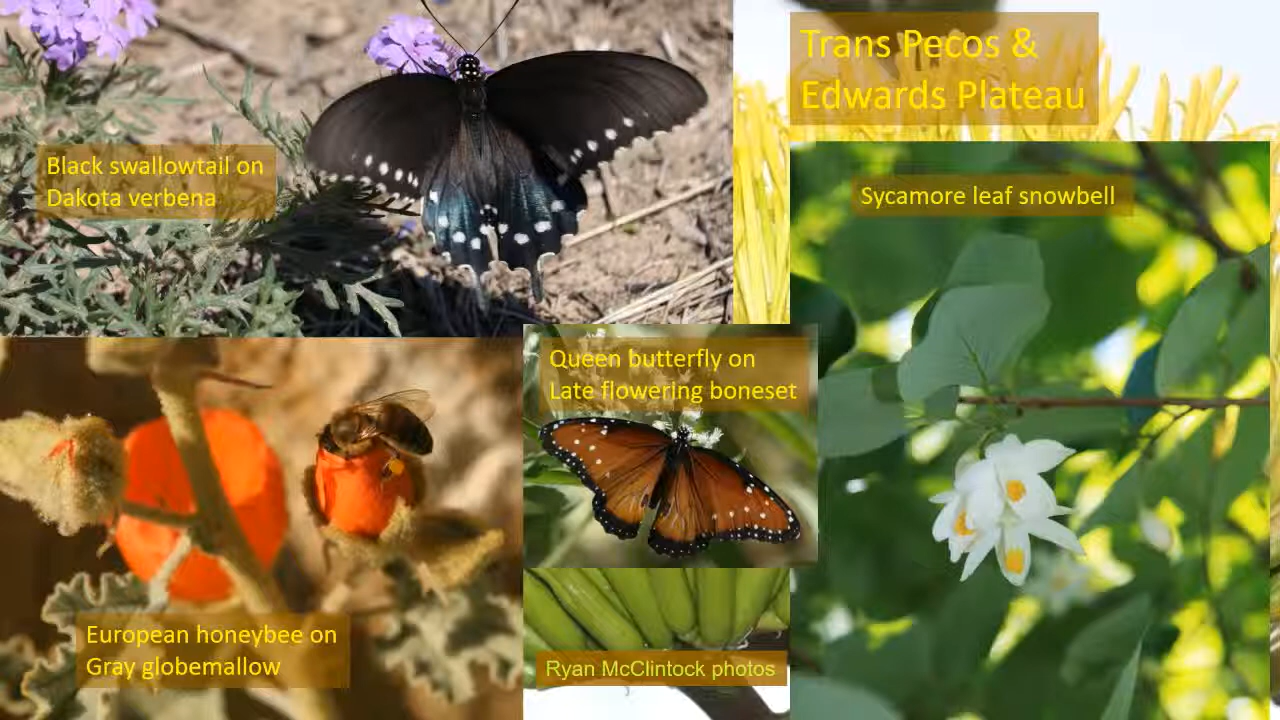 Trans Pecos &
Edwards Plateau
Black swallowtail on
Dakota verbena
Sycamore leaf snowbell
Queen butterfly on
Late flowering boneset
European honeybee on
Gray globemallow
Ryan McClintock photos